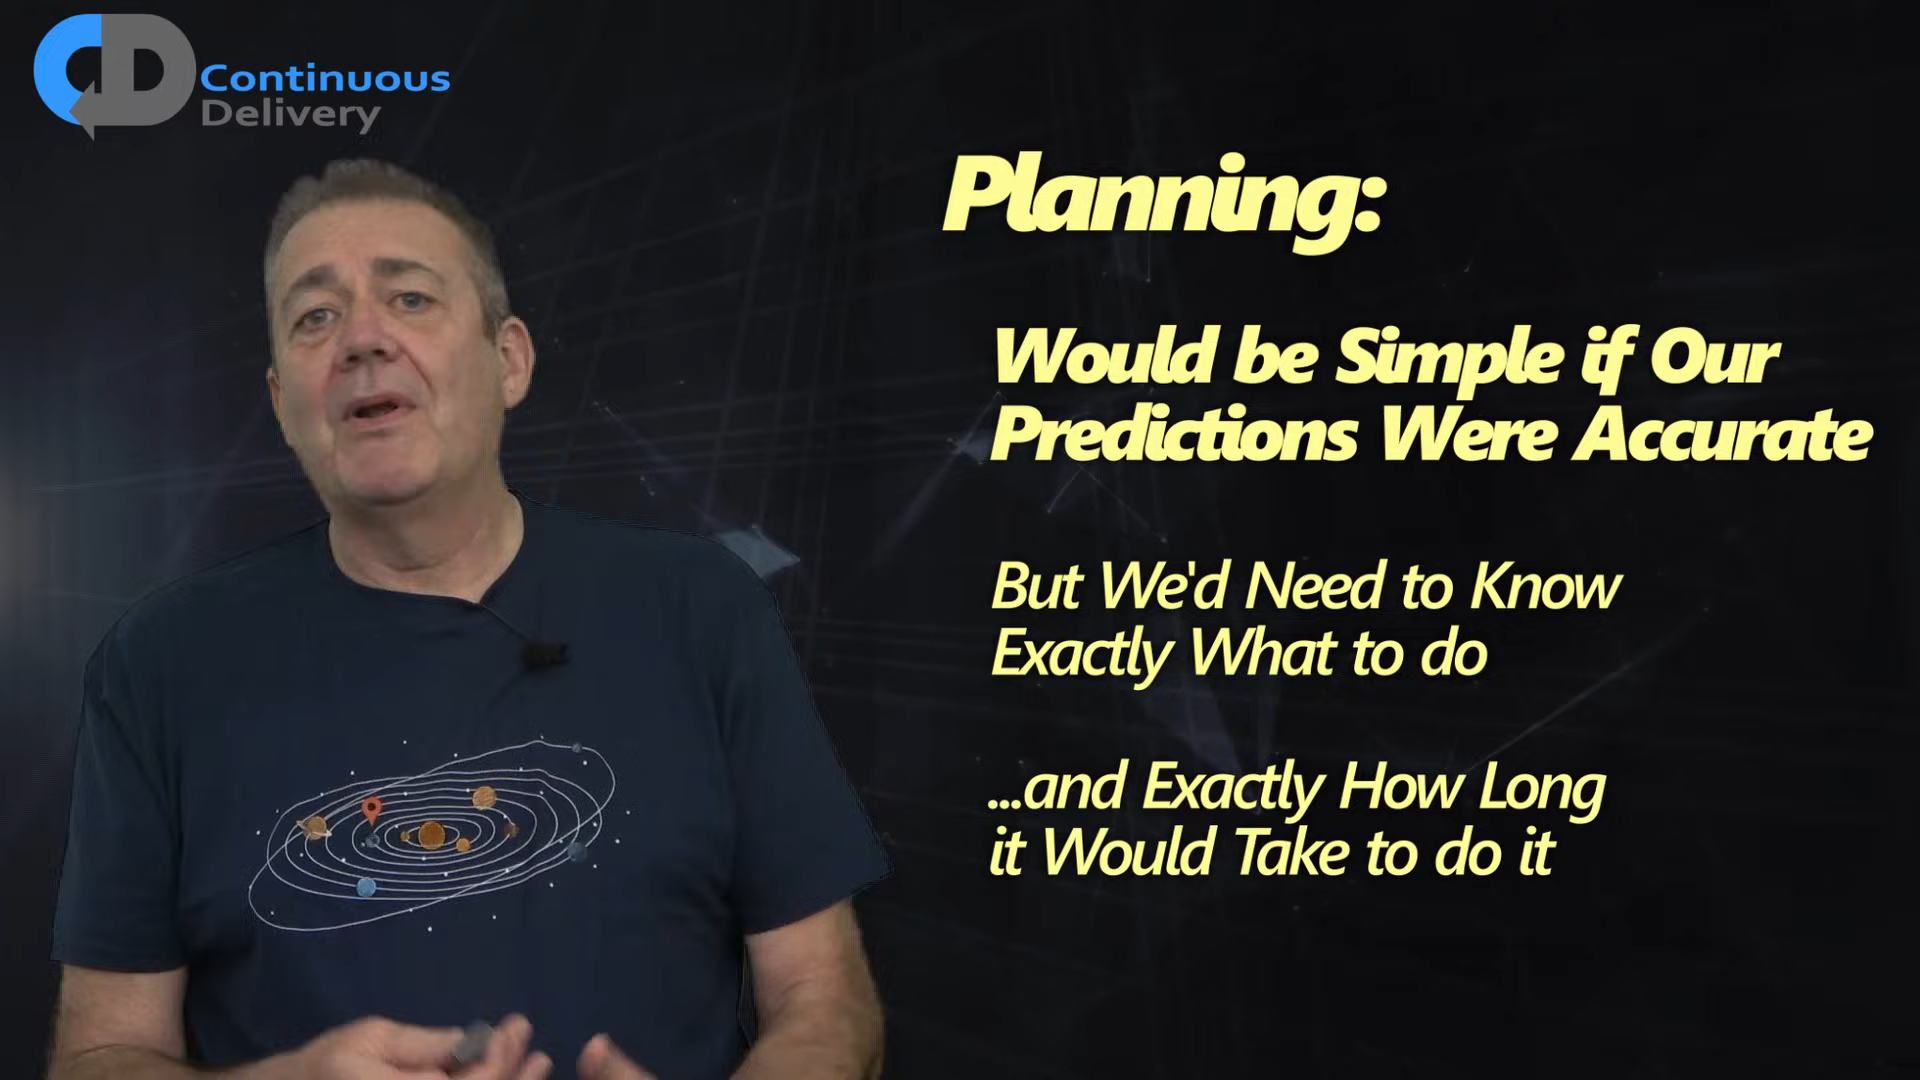 Continuous
Delivery
Planning:
Would be Simple if Our
Predictions Were Accurate
But We'd Need to Know
Exactly What to do
...and Exactly How Long
it Would Take to do it